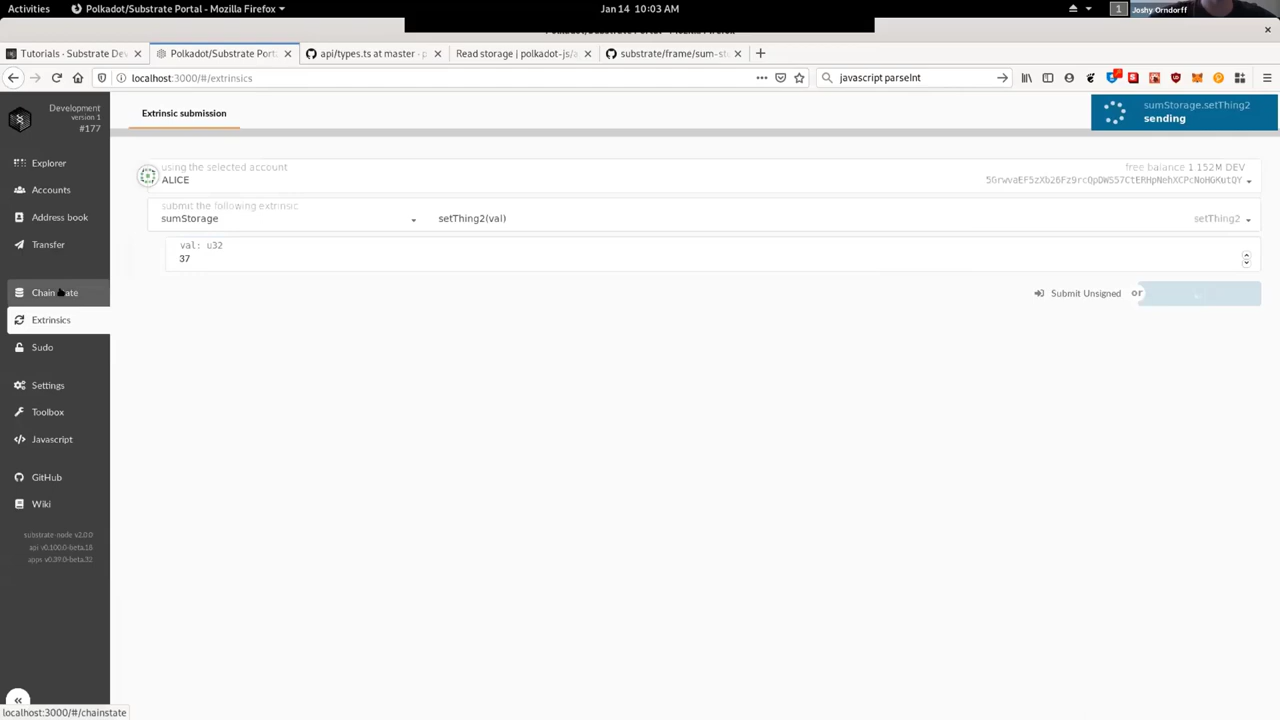 Activities
Polkadot/Substrate Portal - Mozilla Firefox
Jan 14 10:03 AM
1
Joshy Orndorff
Tutorials · Substrate De
Polkadot/Substrate Port
api/types.ts at master · p
Read storage | polkadot-js/a
substrate/frame/sum-st
localhost:3000/#/extrinsics
javascript parseInt
Development
version 1
#177
Extrinsic submission
sumStorage.setThing2
sending
Explorer
Accounts
Address book
Transfer
Chain state
Extrinsics
Sudo
Settings
Toolbox
Javascript
GitHub
Wiki
substrate-node v2.0.0
api v0.100.0-beta.18
apps v0.39.0-beta.32
using the selected account
ALICE
free balance 1.152M DEV
5GrwvaEF5zXb26Fz9rcQpDWS57CtERHpNehXCPcNoHGKutQY
submit the following extrinsic
sumStorage
setThing2(val)
setThing2
val: u32
37
Submit Unsigned
or
localhost:3000/#/chainstate